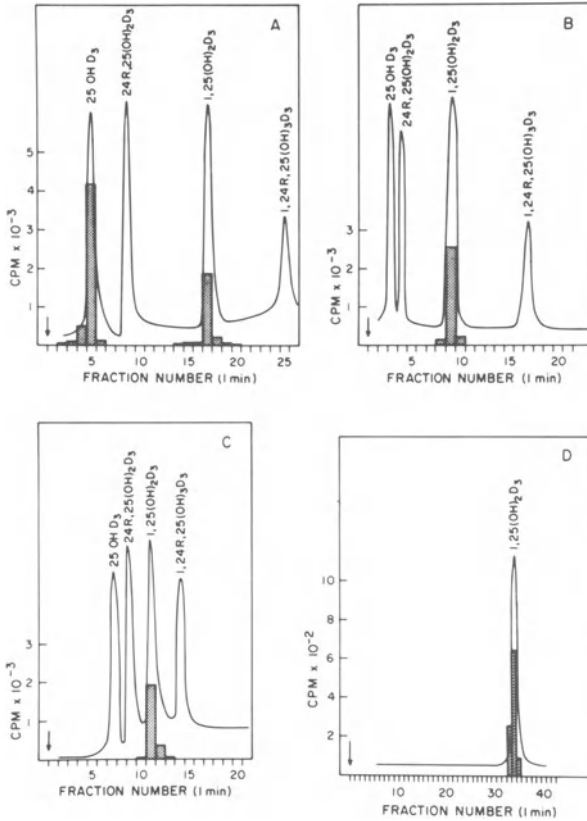 A
25 OH D3
24R,25(OH)2D3
1,25(OH)2D3
1,24R,25(OH)3D3
CPM x 10-3
5
4
3
2
1
5 10 15 20 25
FRACTION NUMBER (1 min)
B
25 OH D3
24R,25(OH)2D3
1,25(OH)2D3
1,24R,25(OH)3D3
CPM x 10-3
3
2
1
5 10 15 20
FRACTION NUMBER (1 min)
C
25 OH D3
24R,25(OH)2D3
1,25(OH)2D3
1,24R,25(OH)3D3
CPM x 10-3
3
2
1
5 10 15 20
FRACTION NUMBER (1 min)
D
1,25(OH)2D3
CPM x 10-2
10
8
6
4
2
10 20 30 40
FRACTION NUMBER (1 min)